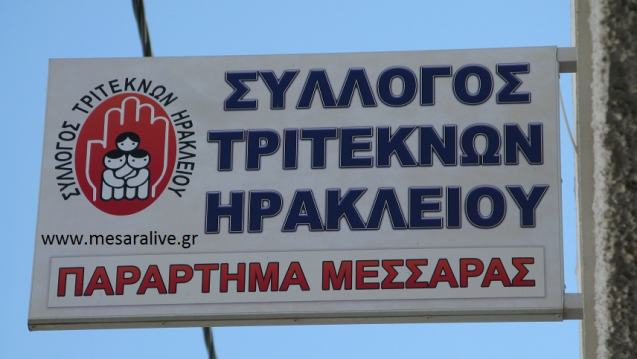 ΣΥΛΛΟΓΟΣ ΤΡΙΤΕΚΝΩΝ ΗΡΑΚΛΕΙΟΥ
ΣΥΛΛΟΓΟΣ
ΤΡΙΤΕΚΝΩΝ
ΗΡΑΚΛΕΙΟΥ
www.mesaralive.gr
ΠΑΡΑΡΤΗΜΑ ΜΕΣΣΑΡΑΣ